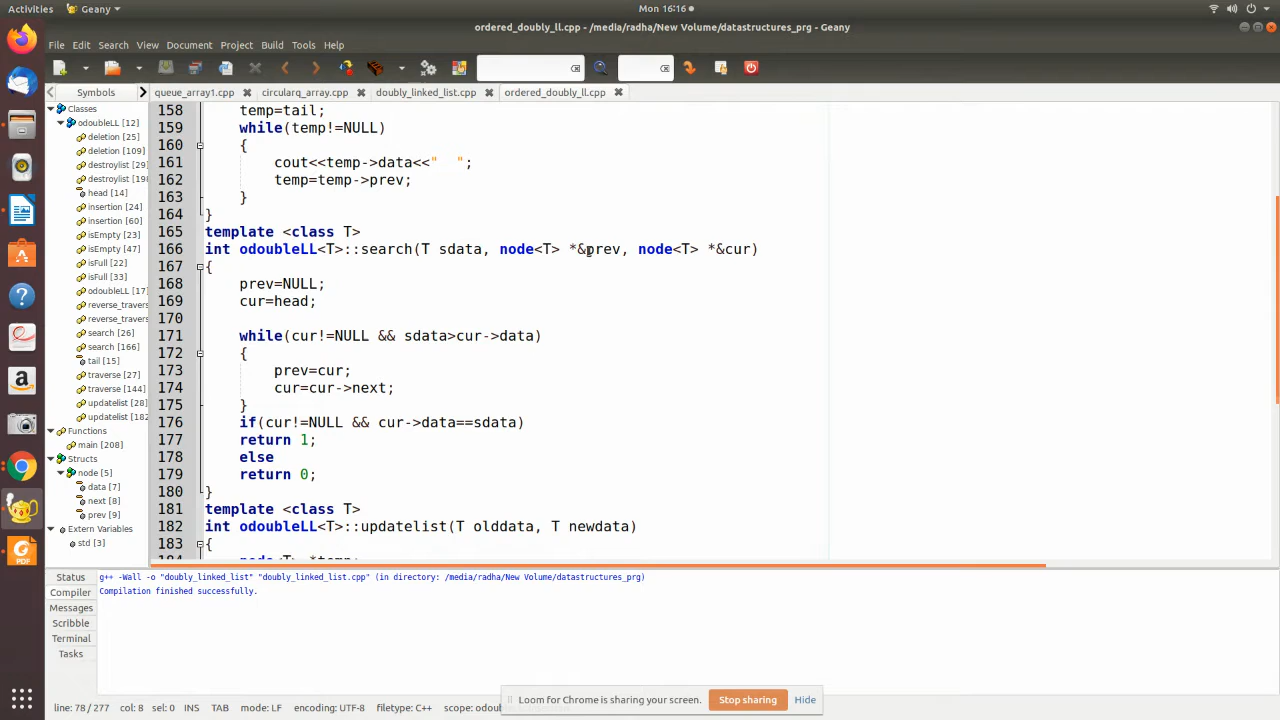 Activities
Geany
Mon 16:16
ordered_doubly_ll.cpp - /media/radha/New Volume/datastructures_prg - Geany
File Edit Search View Document Project Build Tools Help
Symbols
queue_array1.cpp
circularq_array.cpp
doubly_linked_list.cpp
ordered_doubly_ll.cpp
Classes
odoubleLL [12]
deletion [25]
deletion [109]
destroylist [29]
destroylist [198
head [14]
insertion [24]
insertion [60]
isEmpty [23]
isEmpty [47]
isFull [22]
isFull [33]
odoubleLL [17]
reverse_travers
reverse_travers
search [26]
search [166]
tail [15]
traverse [27]
traverse [144]
updatelist [28]
updatelist [182
Functions
main [208]
Structs
node [5]
data [7]
next [8]
prev [9]
Extern Variables
std [3]
158 temp=tail;
159 while(temp!=NULL)
160 {
161 cout<<temp->data<<"  ";
162 temp=temp->prev;
163 }
164 }
165 template <class T>
166 int odoubleLL<T>::search(T sdata, node<T> *&prev, node<T> *&cur)
167 {
168 prev=NULL;
169 cur=head;
170
171 while(cur!=NULL && sdata>cur->data)
172 {
173 prev=cur;
174 cur=cur->next;
175 }
176 if(cur!=NULL && cur->data==sdata)
177 return 1;
178 else
179 return 0;
180 }
181 template <class T>
182 int odoubleLL<T>::updatelist(T olddata, T newdata)
183 {
Status
Compiler
Messages
Scribble
Terminal
Tasks
g++ -Wall -o "doubly_linked_list" "doubly_linked_list.cpp" (in directory: /media/radha/New Volume/datastructures_prg)
Compilation finished successfully.
Loom for Chrome is sharing your screen. Stop sharing Hide
line: 78 / 277 col: 8 sel: 0 INS TAB mode: LF encoding: UTF-8 filetype: C++ scope: